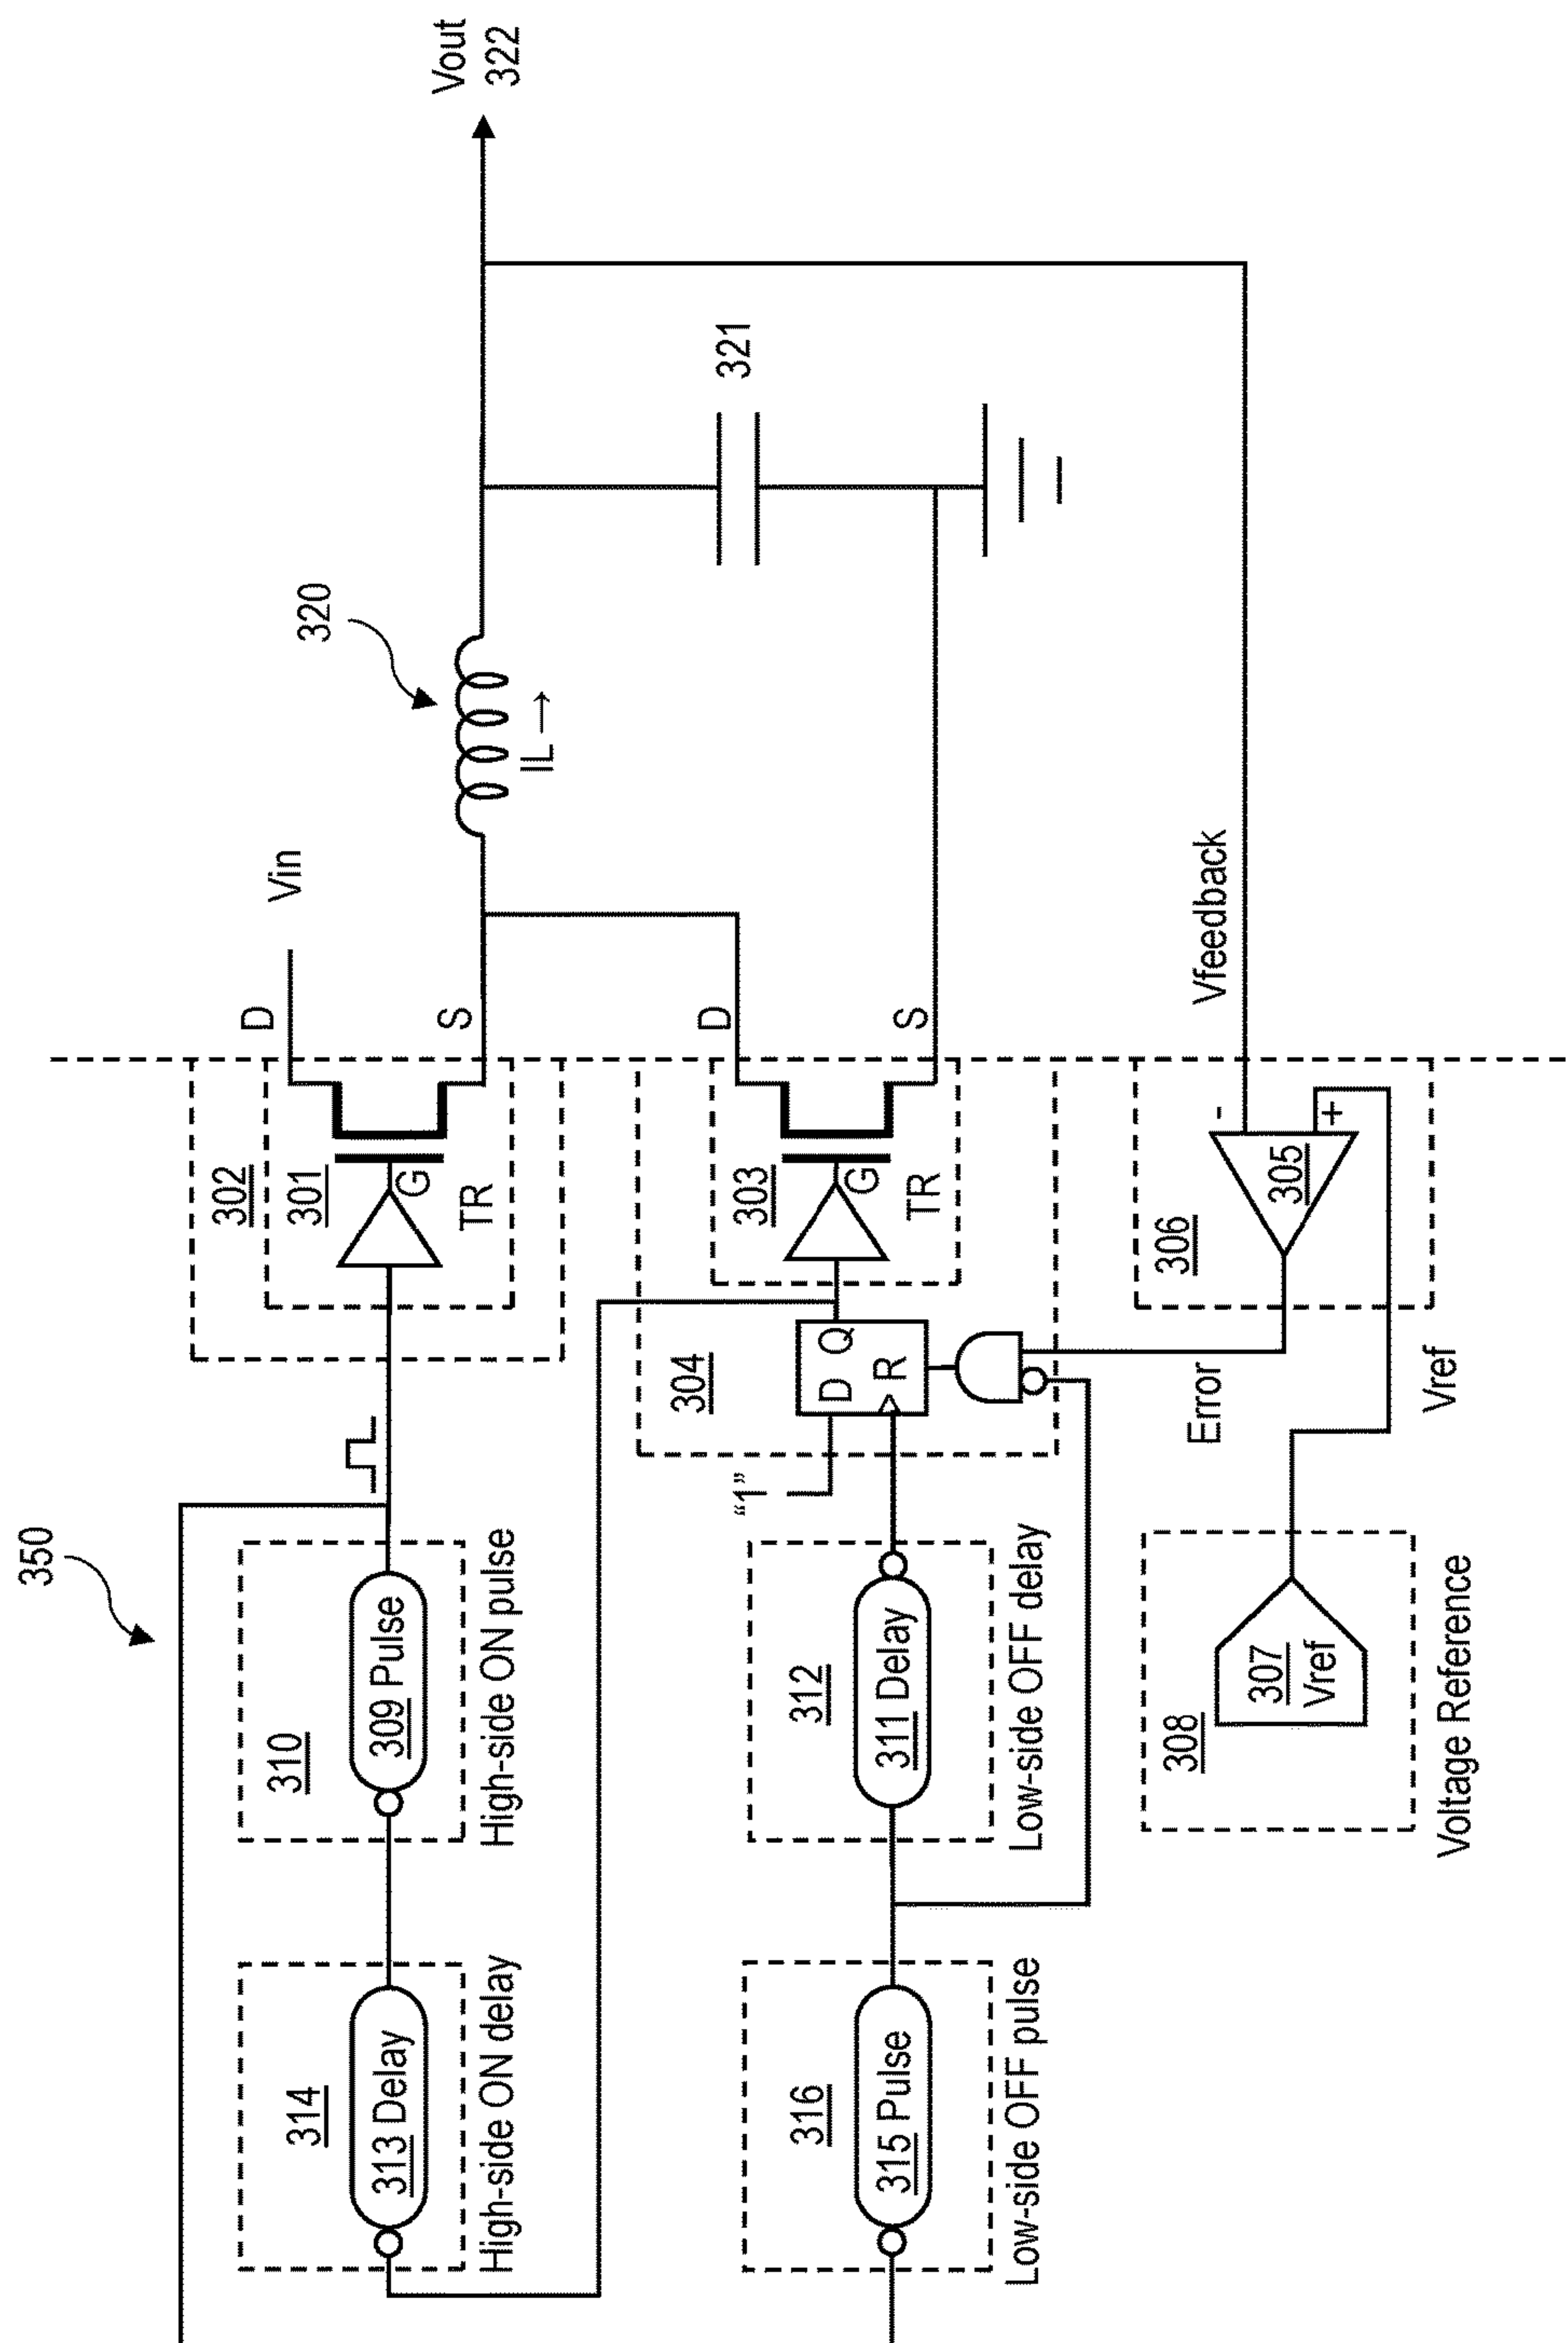 350
314
313 Delay
High-side ON delay
310
309 Pulse
High-side ON pulse
302
301
G
TR
D
S
Vin
320
IL →
Vout
322
321
316
315 Pulse
Low-side OFF pulse
312
311 Delay
Low-side OFF delay
"1"
304
D Q
R
303
G
TR
D
S
308
307
Vref
Voltage Reference
Error
Vref
306
305
-
+
Vfeedback